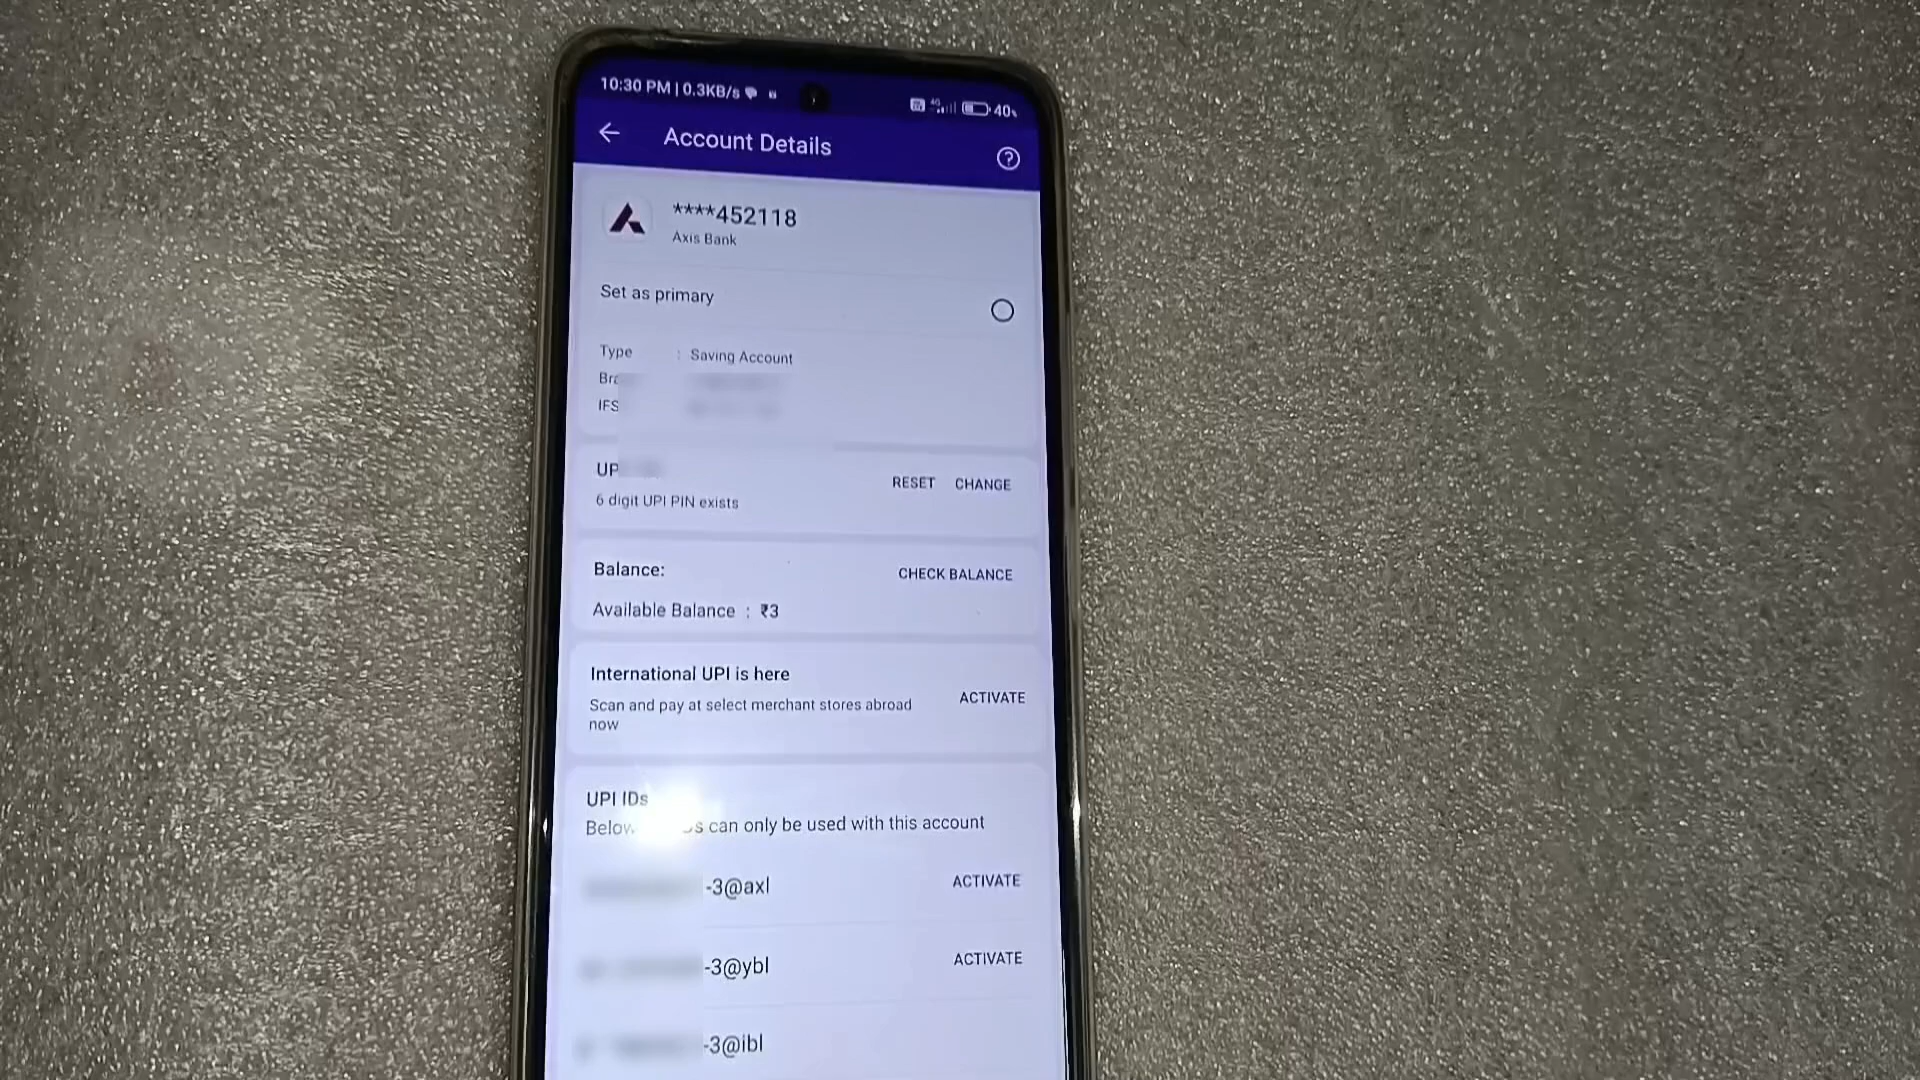 10:30 PM | 0.3KB/s 4G 40%
Account Details
****452118
Axis Bank
Set as primary
Type : Saving Account
UPI IDs
6 digit UPI PIN exists
RESET CHANGE
Balance: CHECK BALANCE
Available Balance : ₹3
International UPI is here
Scan and pay at select merchant stores abroad
now
ACTIVATE
Below can only be used with this account
-3@axl ACTIVATE
-3@ybl ACTIVATE
-3@ibl